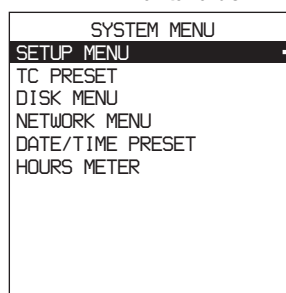 SYSTEM MENU
SETUP MENU
TC PRESET
DISK MENU
NETWORK MENU
DATE/TIME PRESET
HOURS METER